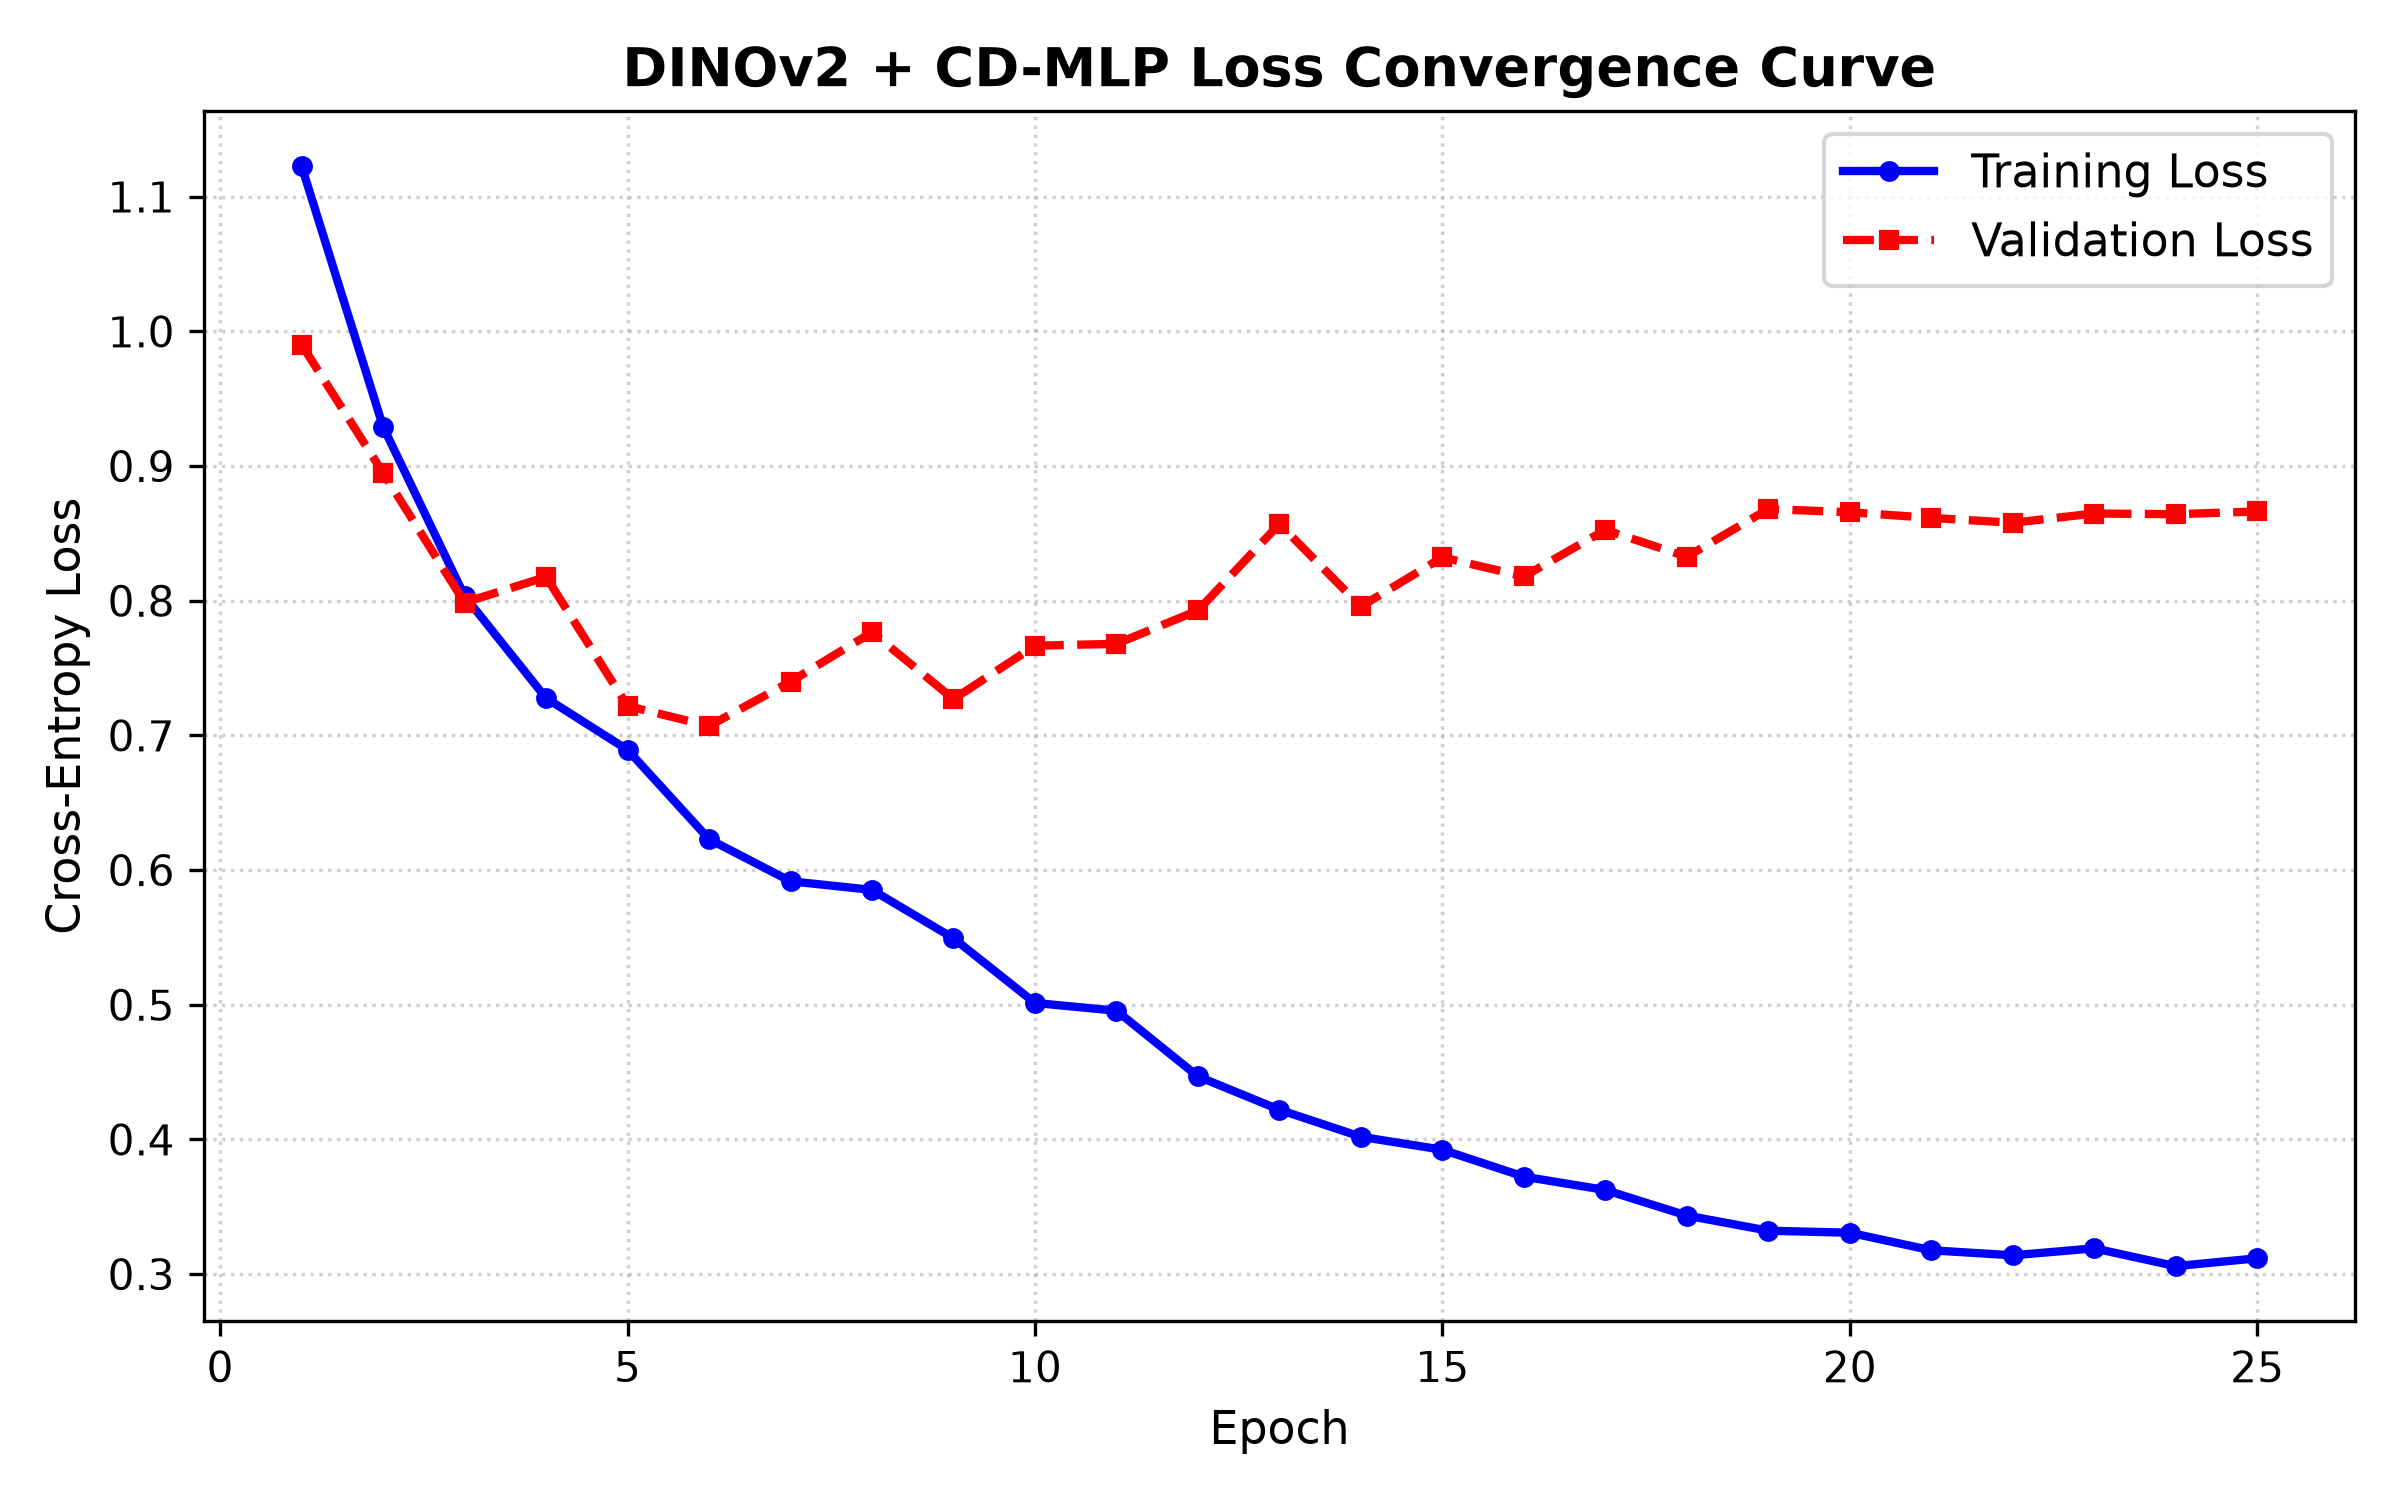 DINOv2 + CD-MLP Loss Convergence Curve
Training Loss
Validation Loss
Cross-Entropy Loss
1.1
1.0
0.9
0.8
0.7
0.6
0.5
0.4
0.3
0 5 10 15 20 25
Epoch